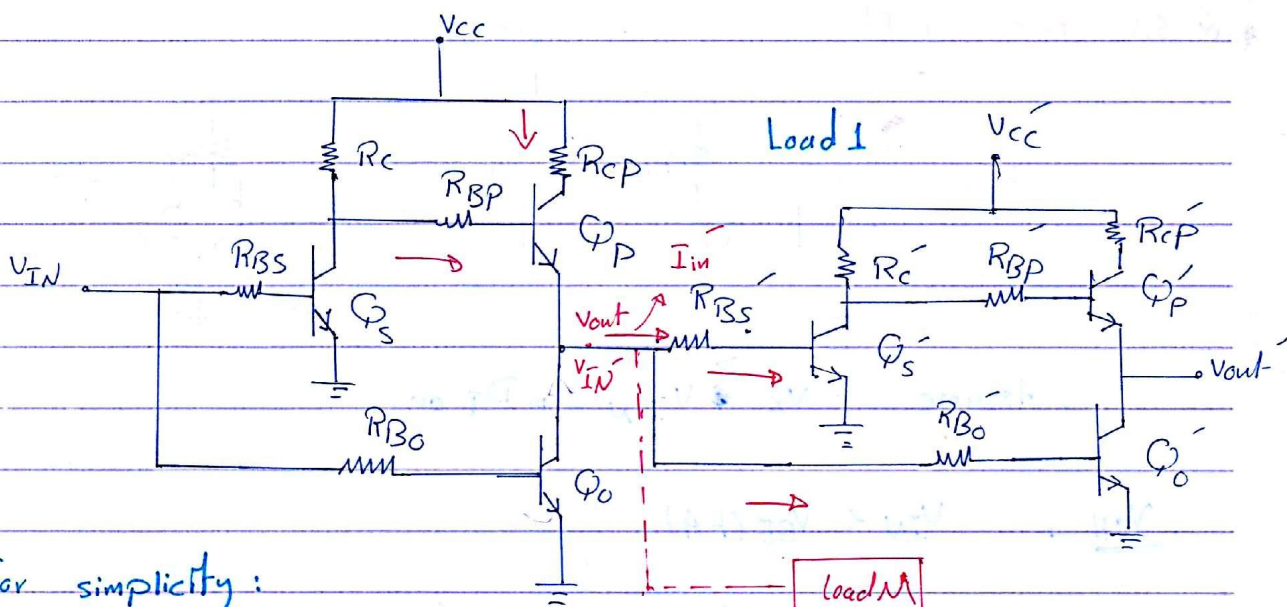 Vcc
Load 1
Vcc'
Rc
RCP
RBP
Qp
VIN
RBS
Qs
Iin'
Vout
VIN'
RBS'
Rc'
RBP'
RCP'
Qp'
Qs'
Vout'
RBO
Qo
RBO'
Qo'
for simplicity :
Load M